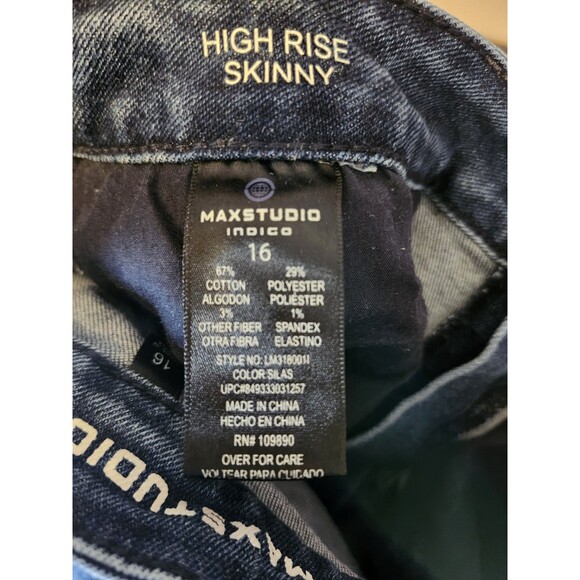 HIGH RISE
SKINNY
MAXSTUDIO
INDIGO
16
67% 29%
COTTON POLYESTER
ALGODON POLIÉSTER
3% 1%
OTHER FIBER SPANDEX
OTRA FIBRA ELASTINO
STYLE NO: LM318001I
COLOR SILAS
UPC#849333031257
MADE IN CHINA
HECHO EN CHINA
RN# 109890
OVER FOR CARE
VOLTEAR PARA CUIDADO
16
MAXSTUDIO